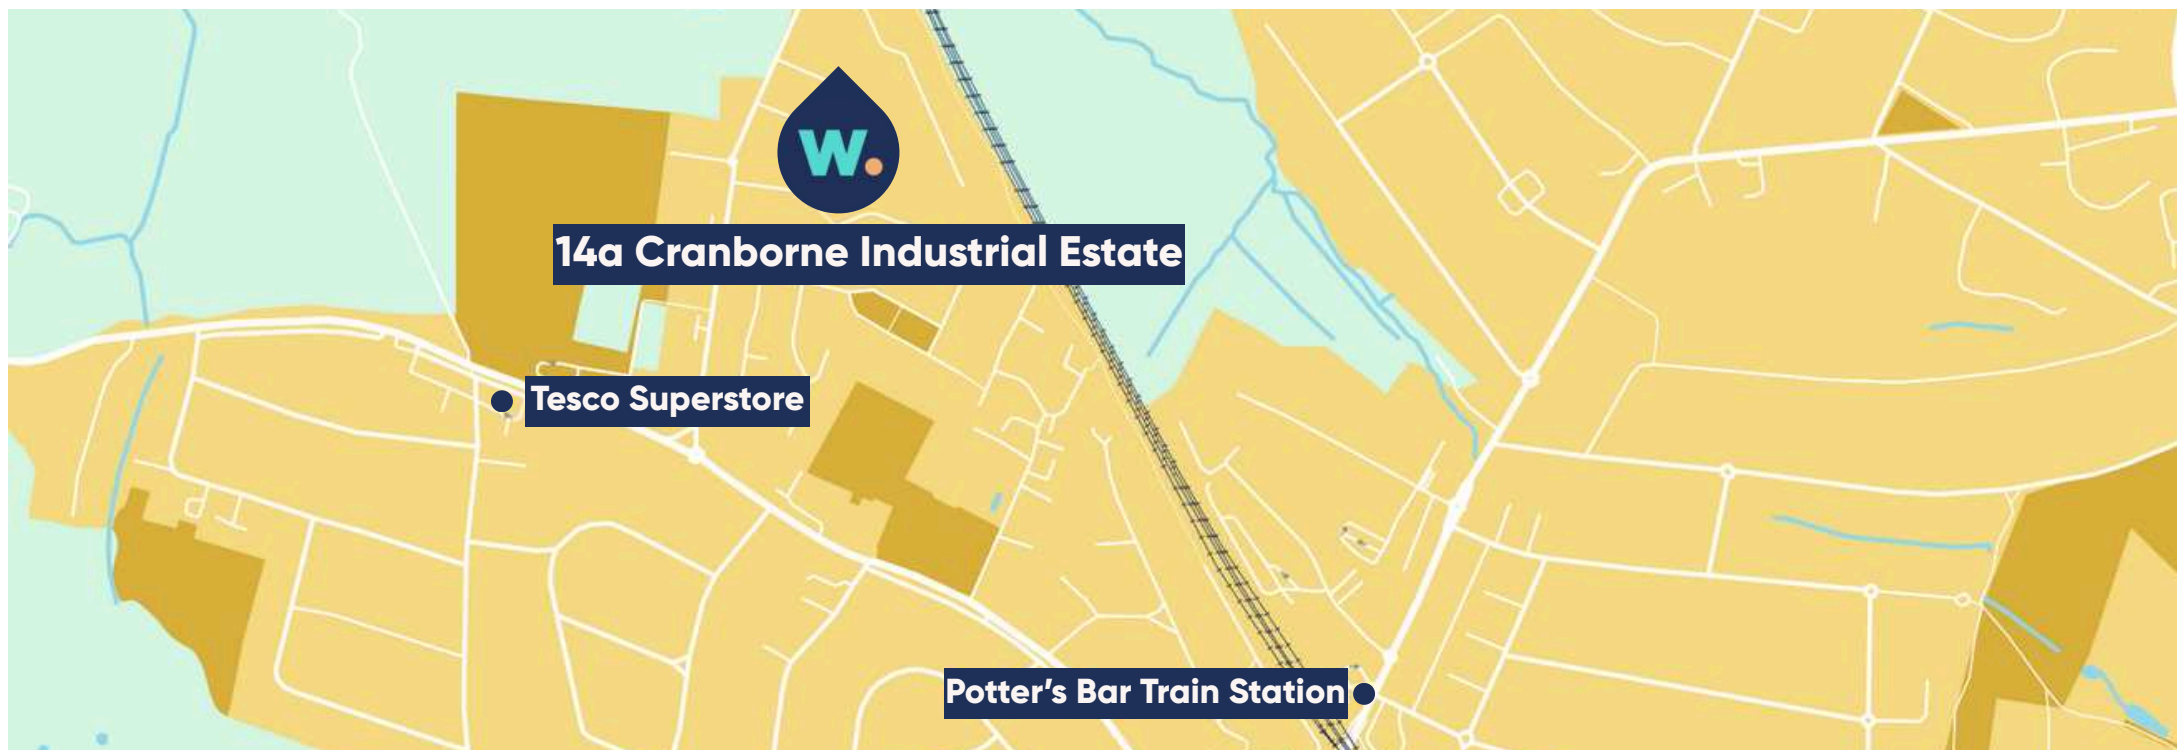 W.
14a Cranborne Industrial Estate
Tesco Superstore
Potter's Bar Train Station